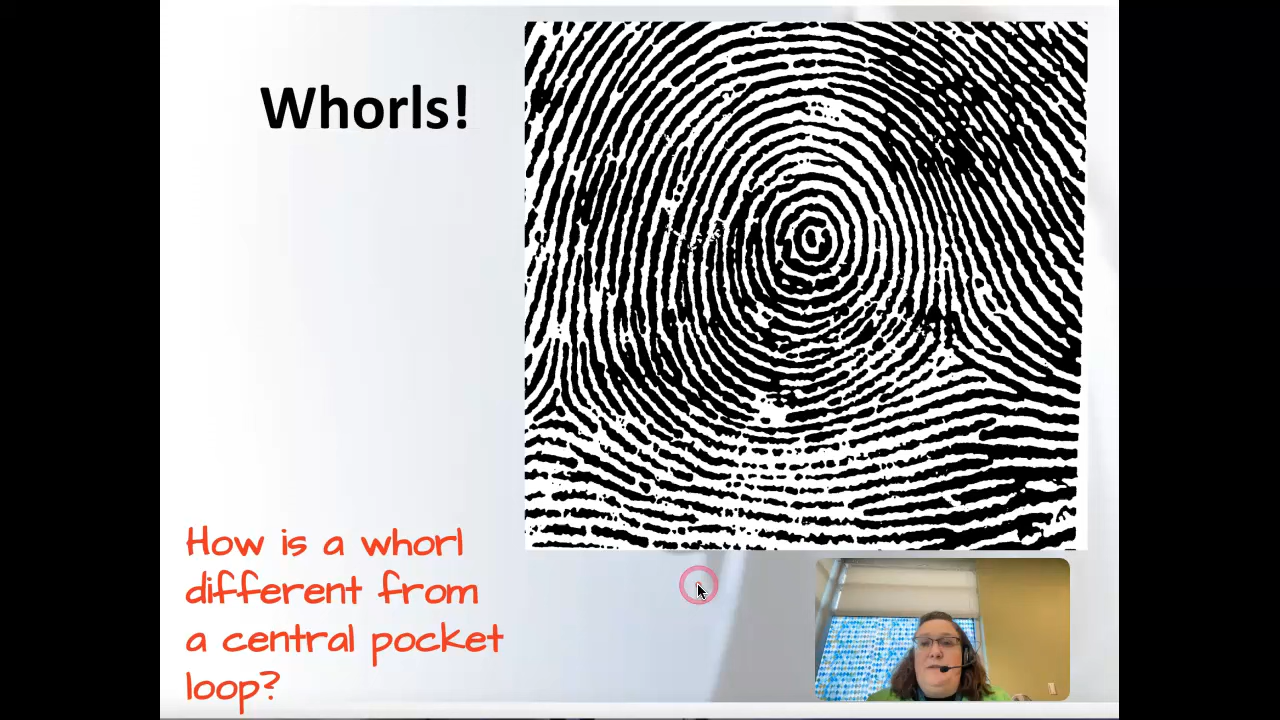 Whorls!
How is a whorl
different from
a central pocket
loop?